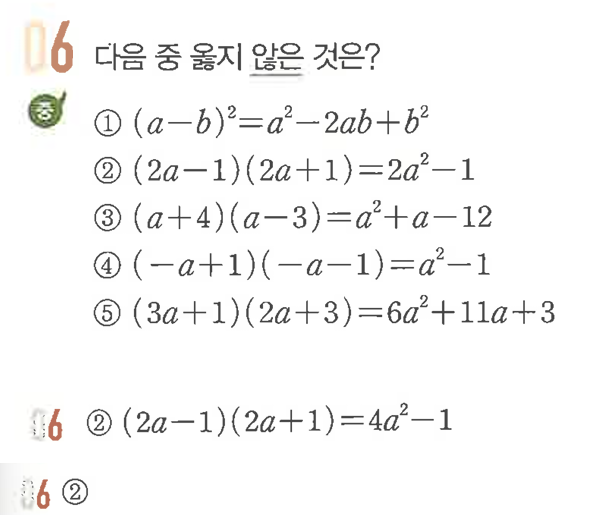 06 다음 중 옳지 않은 것은?
중
① (a-b)²=a²-2ab+b²
② (2a-1)(2a+1)=2a²-1
③ (a+4)(a-3)=a²+a-12
④ (-a+1)(-a-1)=a²-1
⑤ (3a+1)(2a+3)=6a²+11a+3
06 ② (2a-1)(2a+1)=4a²-1
06 ②